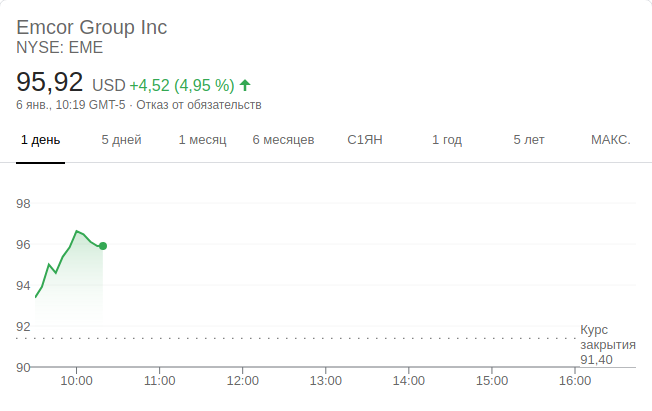 Emcor Group Inc
NYSE: EME
95,92 USD +4,52 (4,95 %)
6 янв., 10:19 GMT-5 · Отказ от обязательств
1 день 5 дней 1 месяц 6 месяцев С1ЯН 1 год 5 лет МАКС.
98
96
94
92
90
Курс
закрытия
91,40
10:00 11:00 12:00 13:00 14:00 15:00 16:00